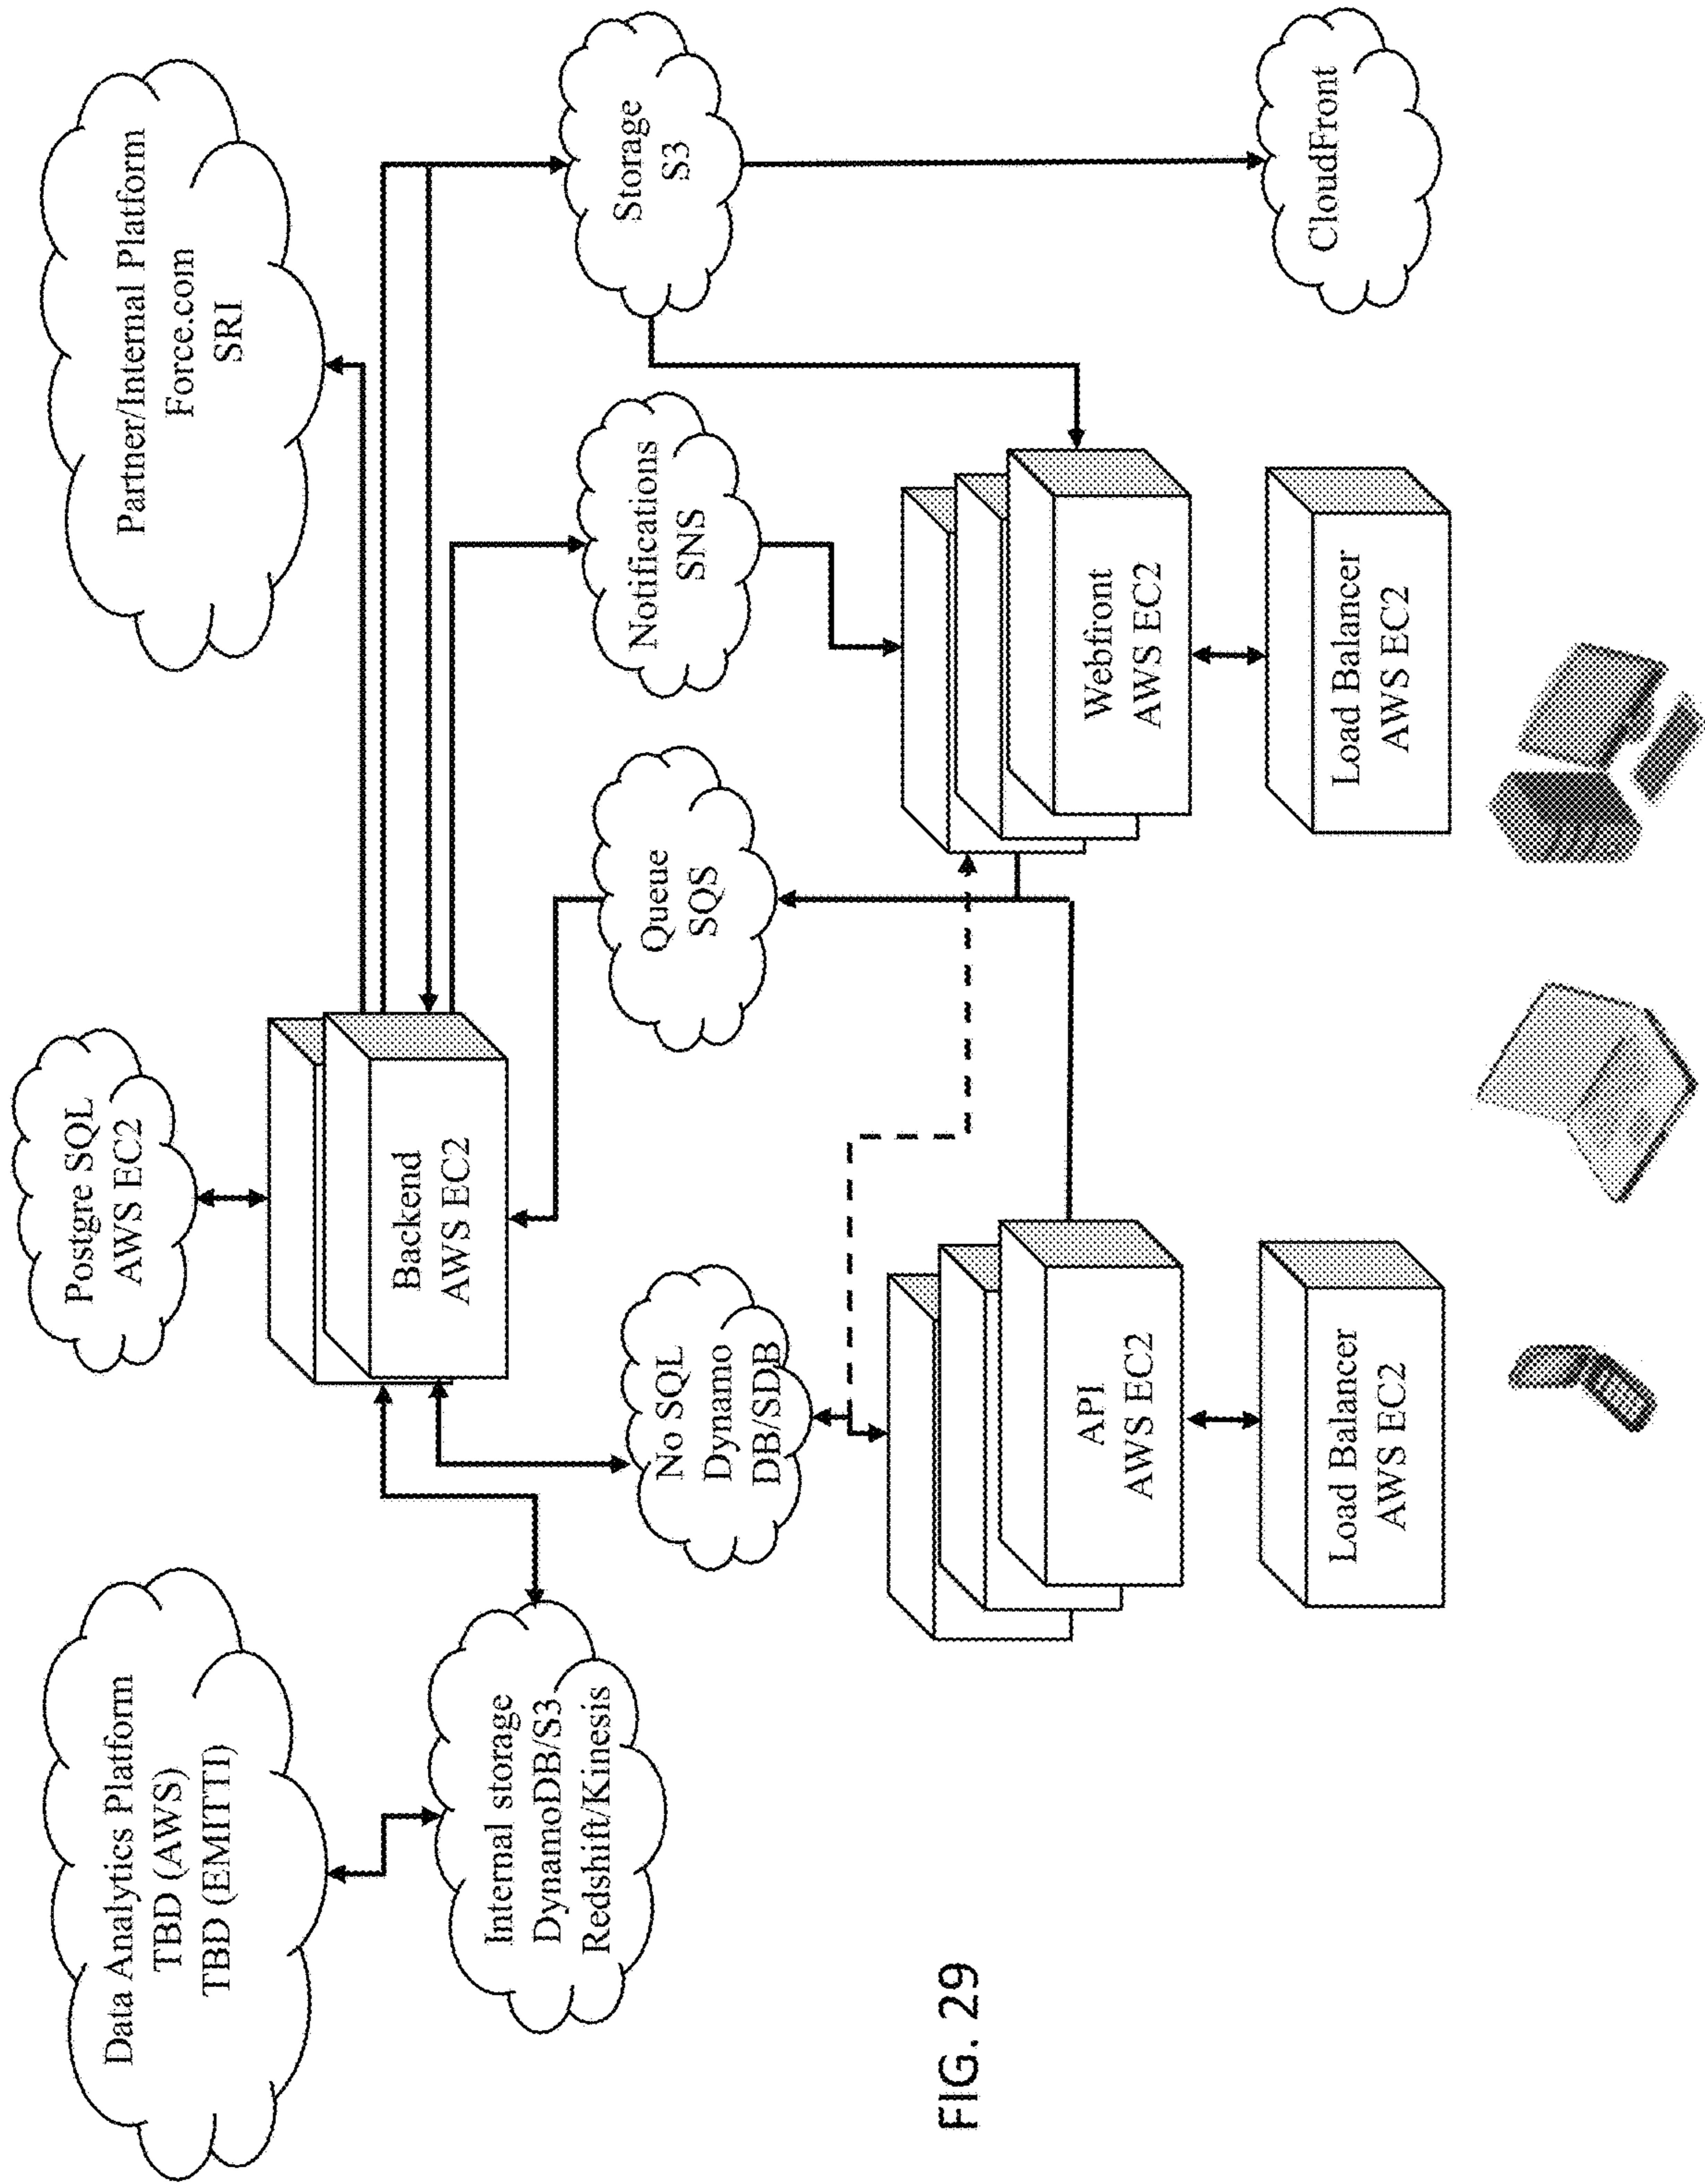 Data Analytics Platform
TBD (AWS)
TBD (EMITTI)
Postgre SQL
AWS EC2
Partner/Internal Platform
Force.com
SRI
Backend
AWS EC2
Internal storage
DynamoDB/S3
Redshift/Kinesis
No SQL
Dynamo
DB/SDB
Queue
SQS
Notifications
SNS
Storage
S3
API
AWS EC2
Webfront
AWS EC2
Load Balancer
AWS EC2
Load Balancer
AWS EC2
CloudFront
FIG. 29